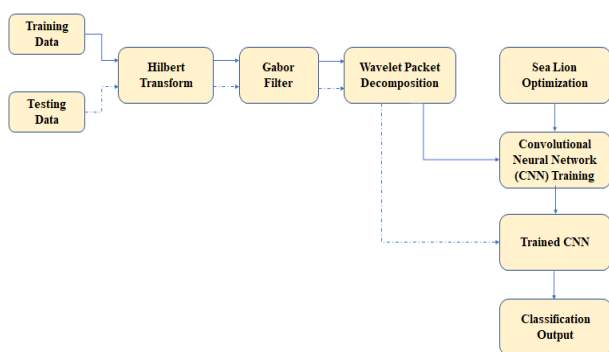 Training
Data
Testing
Data
Hilbert
Transform
Gabor
Filter
Wavelet Packet
Decomposition
Sea Lion
Optimization
Convolutional
Neural Network
(CNN) Training
Trained CNN
Classification
Output